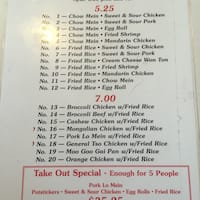 5.25
No. 1 — Chow Mein • Sweet & Sour Chicken
No. 2 — Chow Mein • Sweet & Sour Pork
No. 3 — Chow Mein • Egg Roll
No. 4 — Chow Mein • Fried Shrimp
No. 5 — Chow Mein • Mandarin Chicken
No. 6 — Fried Rice • Sweet & Sour Chicken
No. 7 — Fried Rice • Sweet & Sour Pork
No. 8 — Fried Rice • Cream Cheese Wan Ton
No. 9 — Fried Rice • Fried Shrimp
No. 10 — Fried Rice • Mandarin Chicken
No. 11 — Chow Mein • Fried Rice
No. 12 — Fried Rice • Egg Roll
7.00
No. 13 — Broccoli Chicken w/Fried Rice
No. 14 — Broccoli Beef w/Fried Rice
No. 15 — Cashew Chicken w/Fried Rice
No. 16 — Mongolian Chicken w/Fried Rice
No. 17 — Pork Lo Mein w/Fried Rice
No. 18 — General Tso Chicken w/Fried Rice
No. 19 — Moo Goo Gai Pan w/Fried Rice
No. 20 — Orange Chicken w/Fried Rice
Take Out Special - Enough for 5 People
Pork Lo Mein
Potstickers • Sweet & Sour Chicken • Egg Rolls • Fried Rice